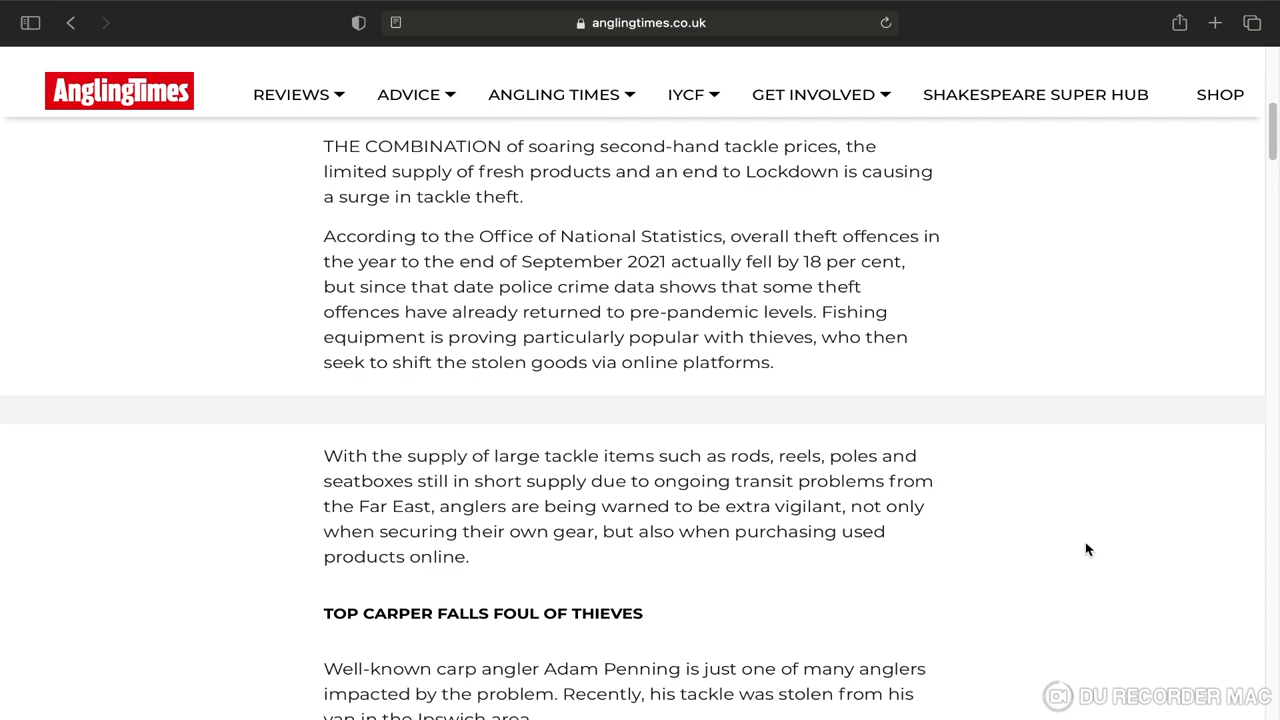 anglingtimes.co.uk
AnglingTimes
REVIEWS ADVICE ANGLING TIMES IYCF GET INVOLVED SHAKESPEARE SUPER HUB SHOP
THE COMBINATION of soaring second-hand tackle prices, the
limited supply of fresh products and an end to Lockdown is causing
a surge in tackle theft.
According to the Office of National Statistics, overall theft offences in
the year to the end of September 2021 actually fell by 18 per cent,
but since that date police crime data shows that some theft
offences have already returned to pre-pandemic levels. Fishing
equipment is proving particularly popular with thieves, who then
seek to shift the stolen goods via online platforms.
With the supply of large tackle items such as rods, reels, poles and
seatboxes still in short supply due to ongoing transit problems from
the Far East, anglers are being warned to be extra vigilant, not only
when securing their own gear, but also when purchasing used
products online.
TOP CARPER FALLS FOUL OF THIEVES
Well-known carp angler Adam Penning is just one of many anglers
impacted by the problem. Recently, his tackle was stolen from his
van in the Ipswich area
DU RECORDER MAC